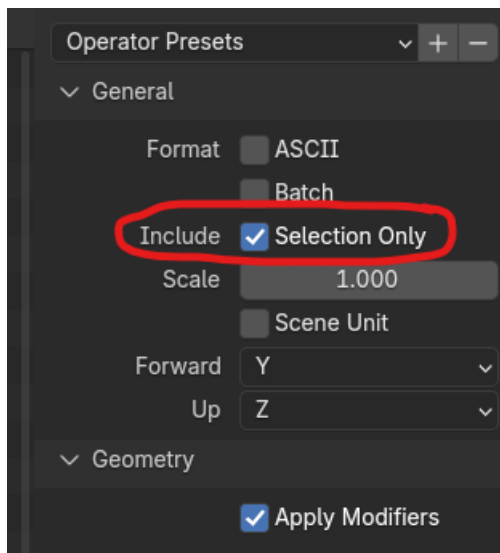 Operator Presets
General
Format ASCII
Batch
Include Selection Only
Scale 1.000
Scene Unit
Forward Y
Up Z
Geometry
Apply Modifiers